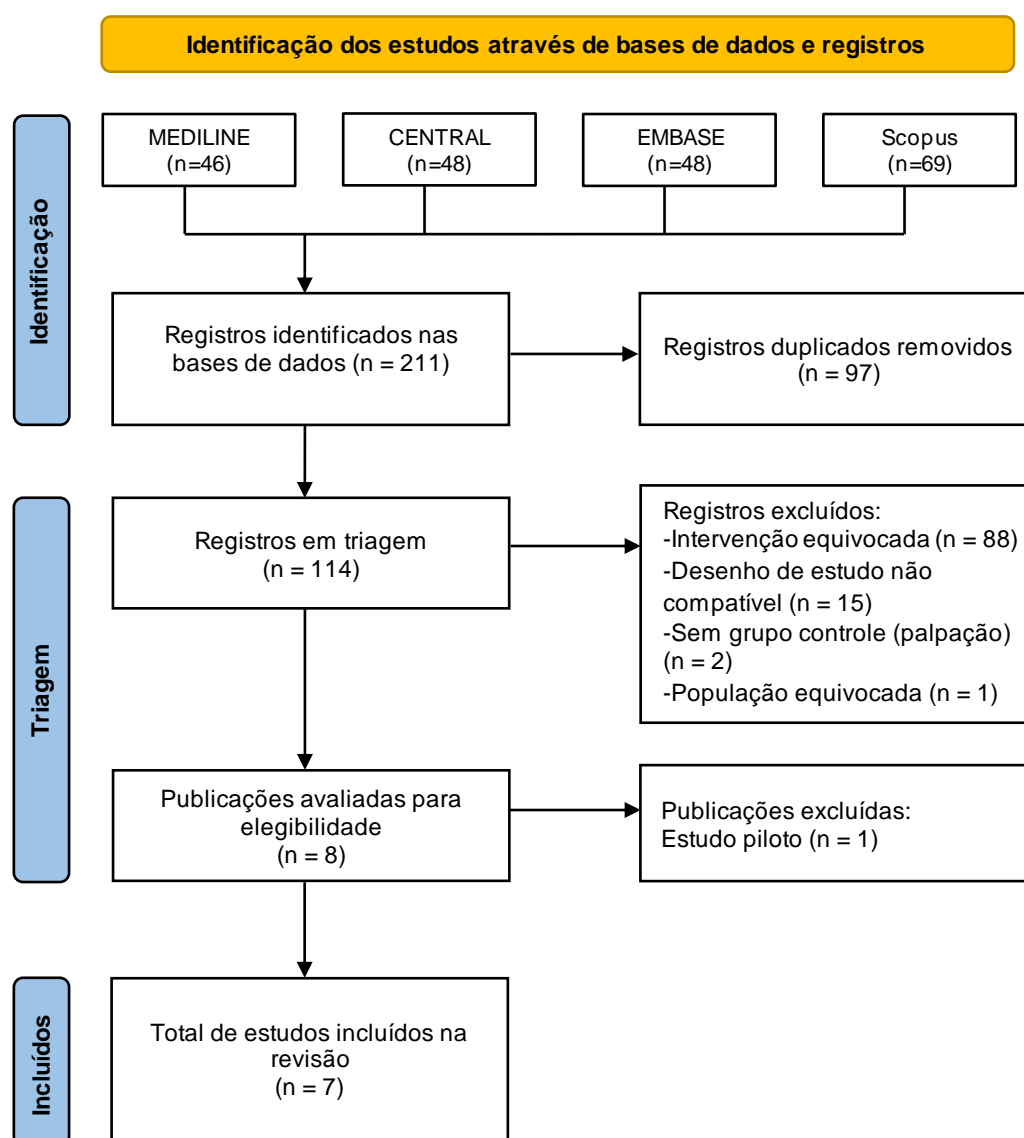 Identificação dos estudos através de bases de dados e registros
Identificação
MEDILINE
(n=46)
CENTRAL
(n=48)
EMBASE
(n=48)
Scopus
(n=69)
Registros identificados nas
bases de dados (n = 211)
Registros duplicados removidos
(n = 97)
Triagem
Registros em triagem
(n = 114)
Registros excluídos:
-Intervenção equivocada (n = 88)
-Desenho de estudo não
compatível (n = 15)
-Sem grupo controle (palpação)
(n = 2)
-População equivocada (n = 1)
Publicações avaliadas para
elegibilidade
(n = 8)
Publicações excluídas:
Estudo piloto (n = 1)
Incluídos
Total de estudos incluídos na
revisão
(n = 7)